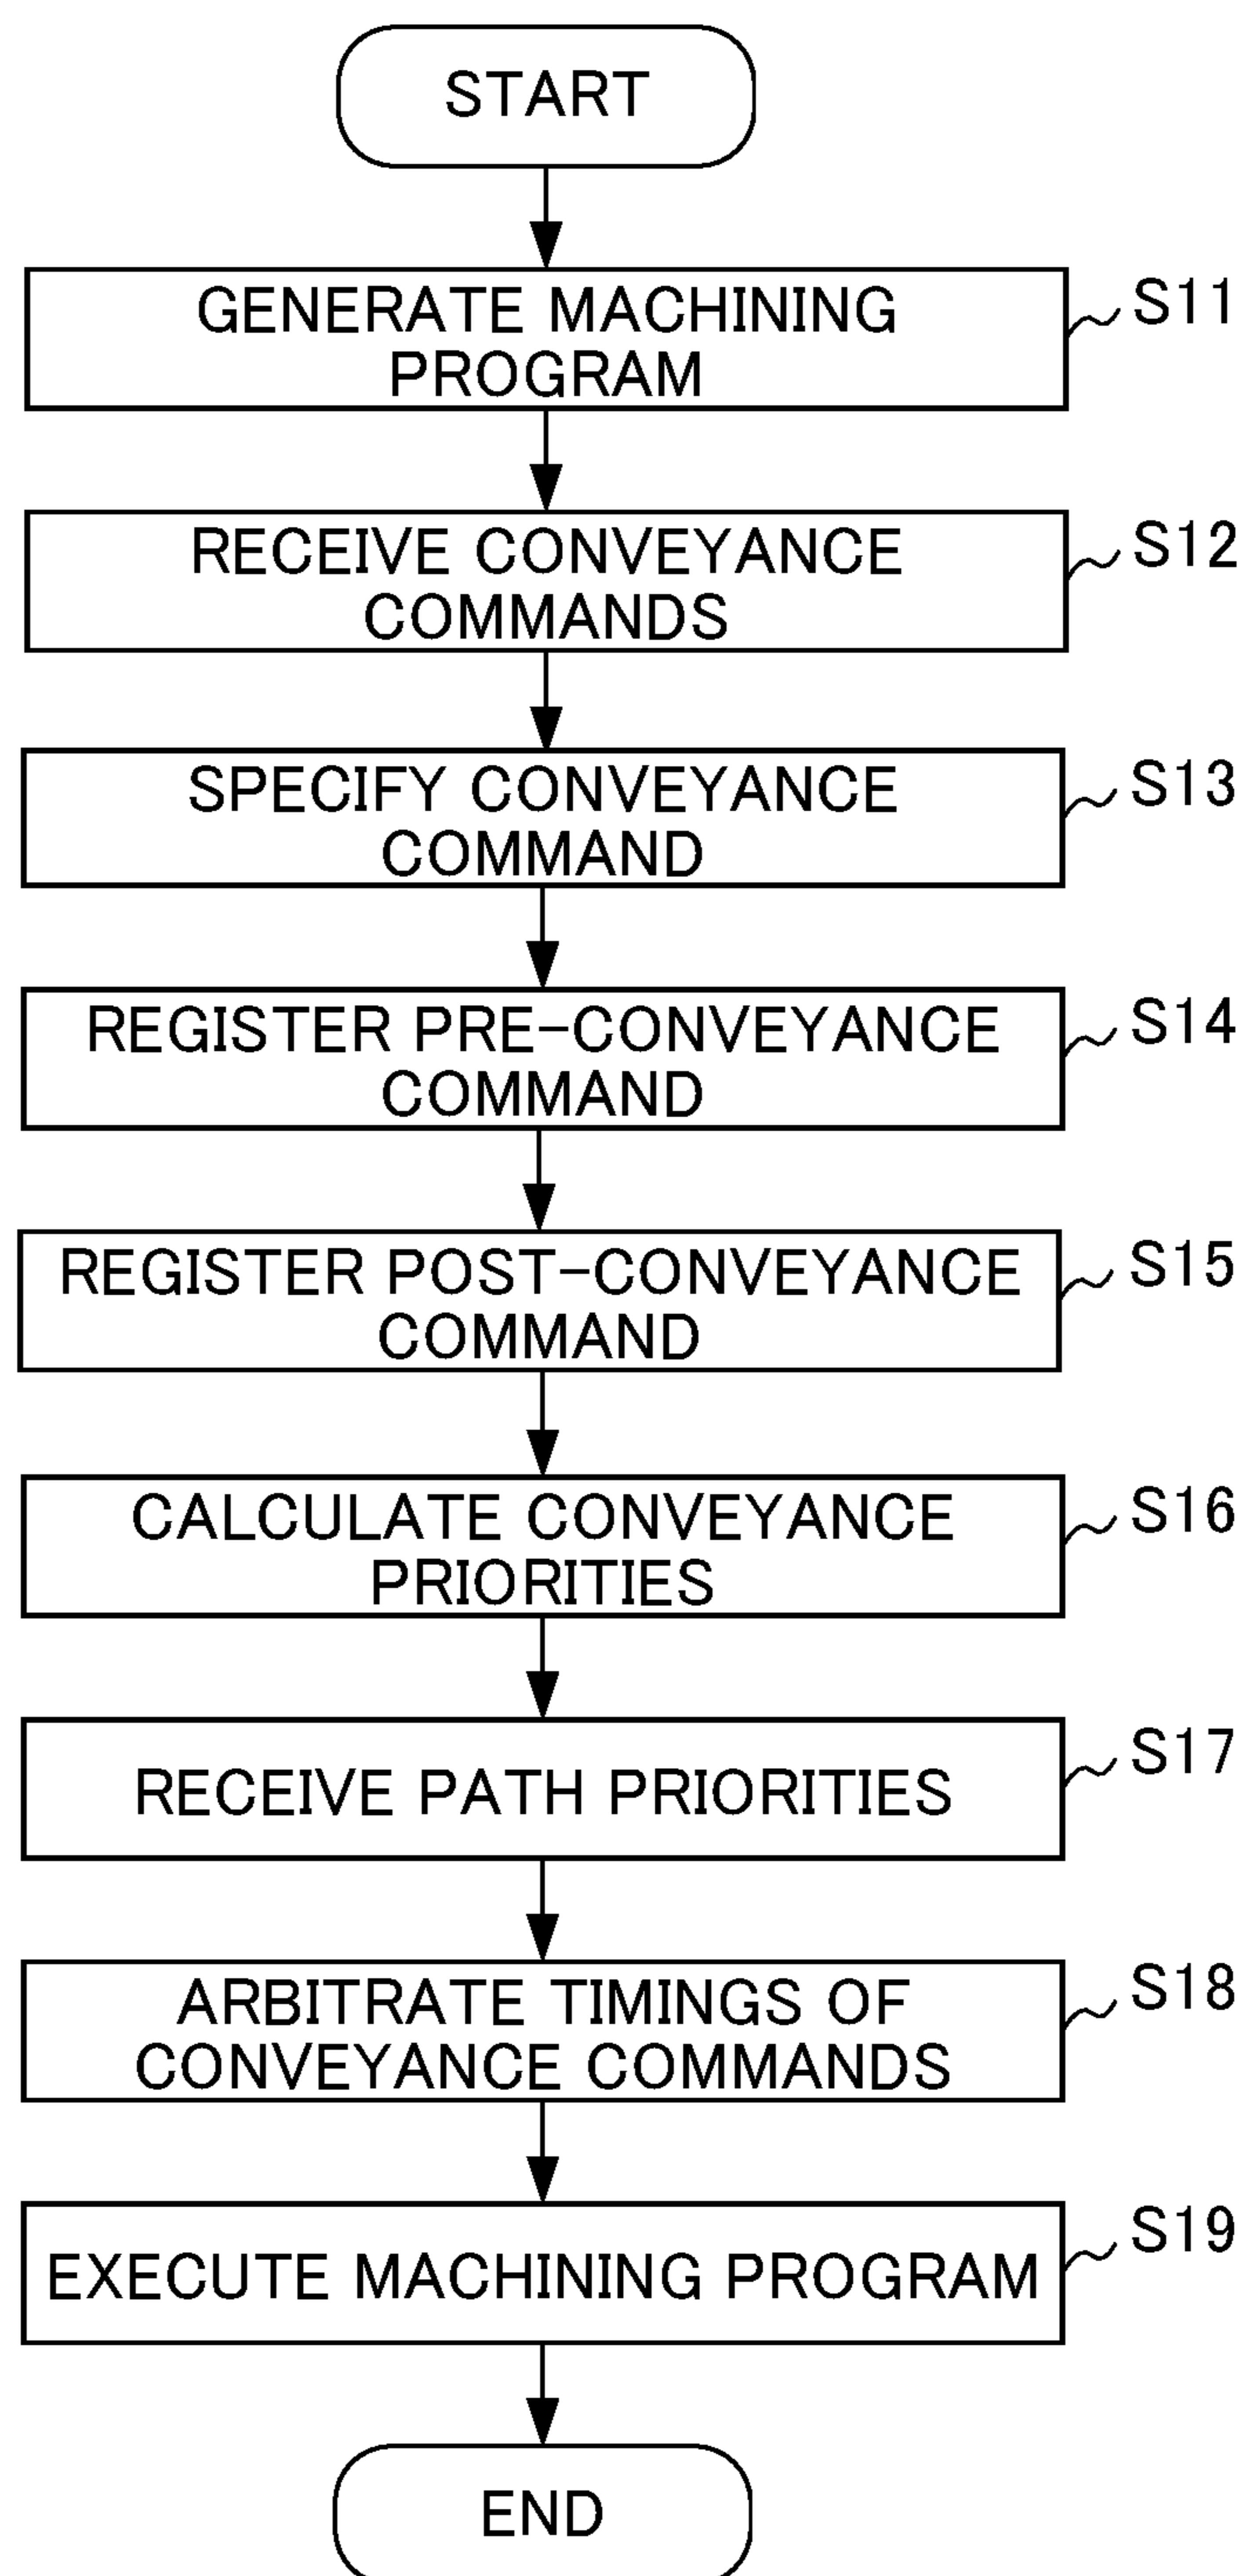 START
GENERATE MACHINING
PROGRAM
S11
RECEIVE CONVEYANCE
COMMANDS
S12
SPECIFY CONVEYANCE
COMMAND
S13
REGISTER PRE-CONVEYANCE
COMMAND
S14
REGISTER POST-CONVEYANCE
COMMAND
S15
CALCULATE CONVEYANCE
PRIORITIES
S16
RECEIVE PATH PRIORITIES
S17
ARBITRATE TIMINGS OF
CONVEYANCE COMMANDS
S18
EXECUTE MACHINING PROGRAM
S19
END